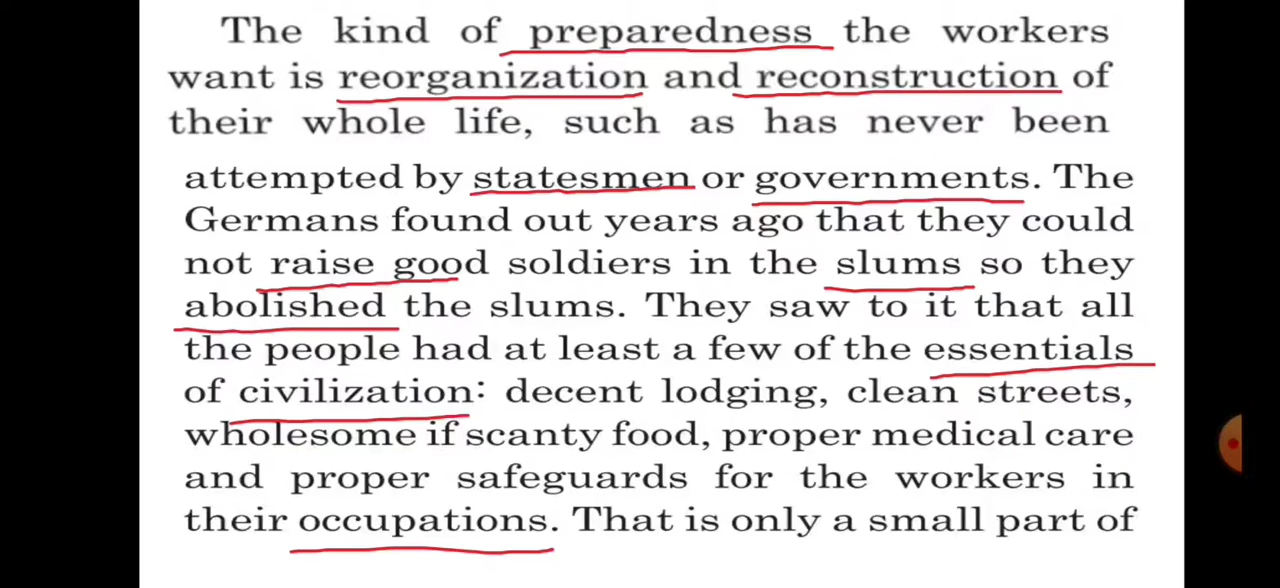 The kind of preparedness the workers
want is reorganization and reconstruction of
their whole life, such as has never been
attempted by statesmen or governments. The
Germans found out years ago that they could
not raise good soldiers in the slums so they
abolished the slums. They saw to it that all
the people had at least a few of the essentials
of civilization: decent lodging, clean streets,
wholesome if scanty food, proper medical care
and proper safeguards for the workers in
their occupations. That is only a small part of